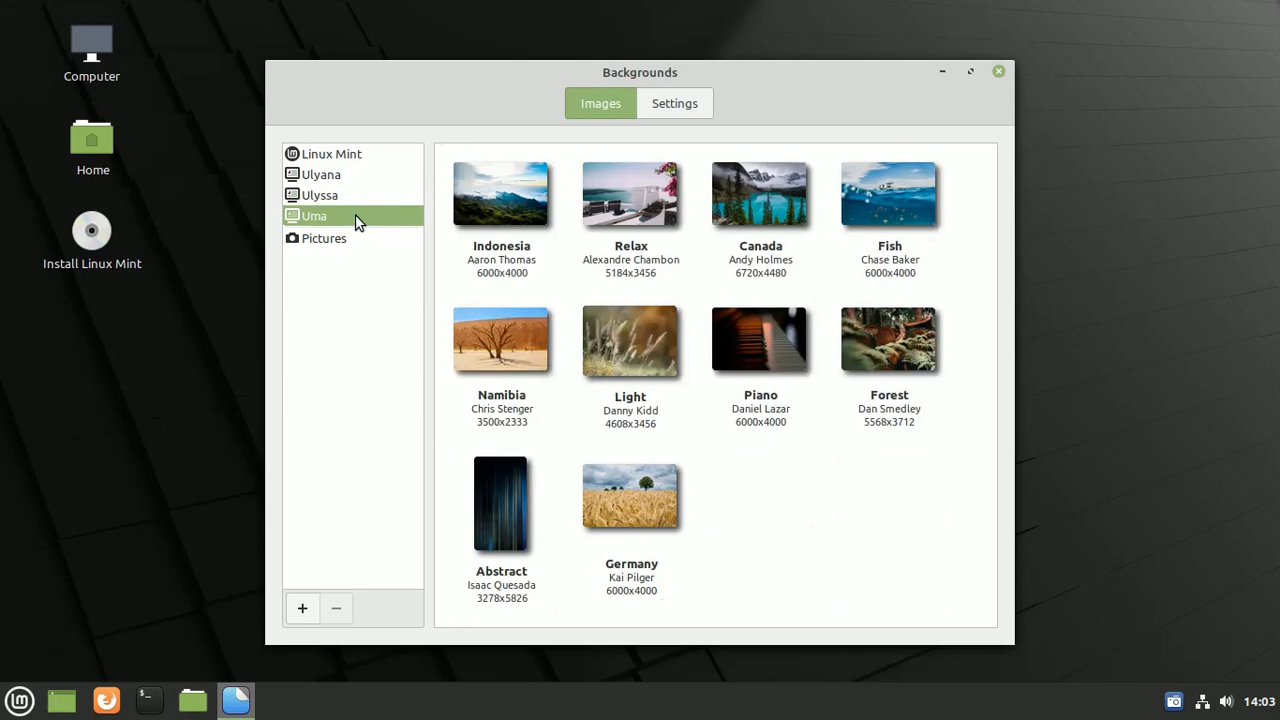 Computer
Home
Install Linux Mint
Backgrounds
Images
Settings
Linux Mint
Ulyana
Ulyssa
Uma
Pictures
Indonesia
Aaron Thomas
6000x4000
Relax
Alexandre Chambon
5184x3456
Canada
Andy Holmes
6720x4480
Fish
Chase Baker
6000x4000
Namibia
Chris Stenger
3500x2333
Light
Danny Kidd
4608x3456
Piano
Daniel Lazar
6000x4000
Forest
Dan Smedley
5568x3712
Abstract
Isaac Quesada
3278x5826
Germany
Kai Pilger
6000x4000
14:03